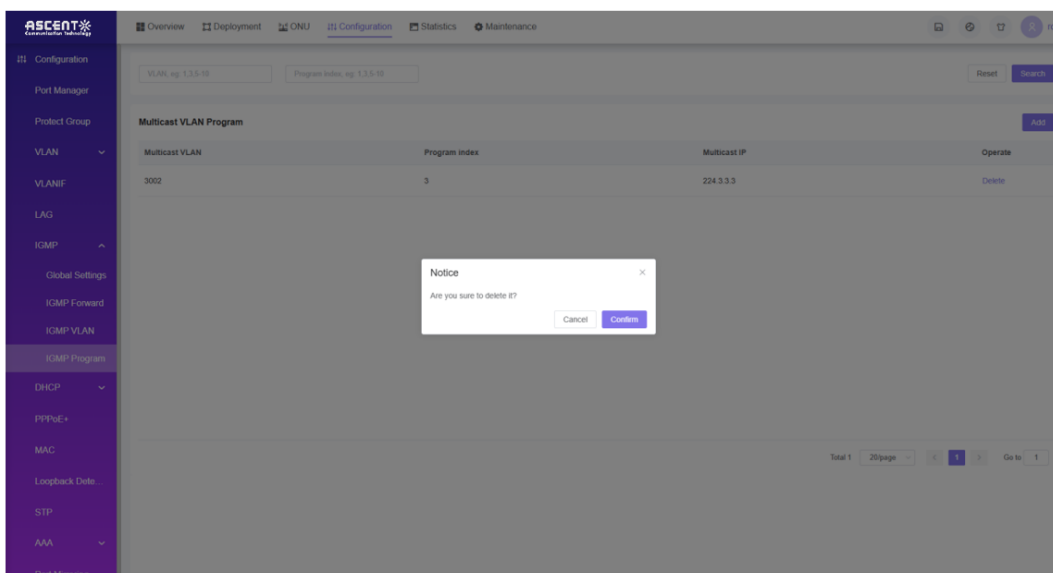 ASCENT
Communication Technology
Overview Deployment ONU Configuration Statistics Maintenance
Configuration
VLAN, eg: 1,3,5-10 Program Index, eg: 1,3,5-10 Reset Search
Port Manager
Protect Group
Multicast VLAN Program Add
VLAN
Multicast VLAN Program index Multicast IP Operate
VLANIF
3002 3 224.3.3.3 Delete
LAG
IGMP
Global Settings
Notice
Are you sure to delete it?
IGMP Forward
Cancel Confirm
IGMP VLAN
IGMP Program
DHCP
PPPoE+
MAC
Total 1 20/page 1 Go to 1
Loopback Dete...
STP
AAA